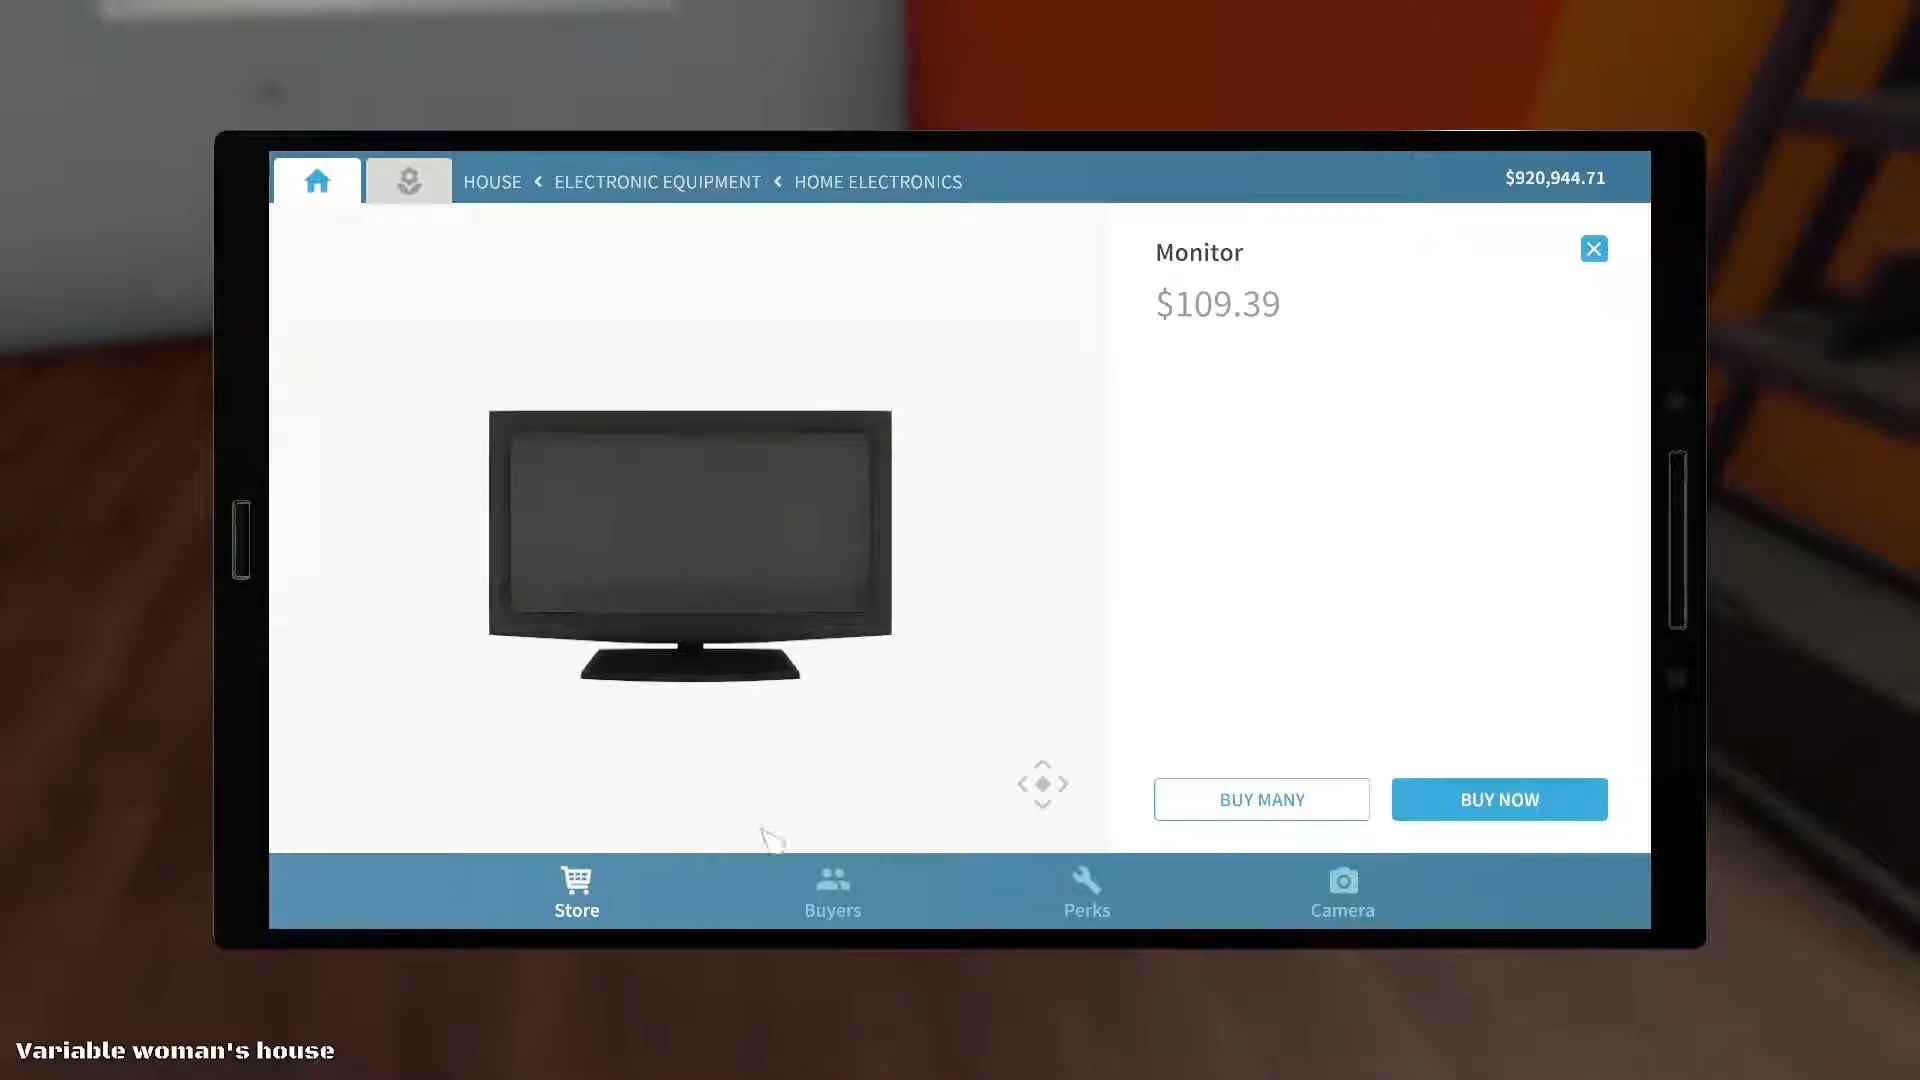 HOUSE < ELECTRONIC EQUIPMENT < HOME ELECTRONICS
$920,944.71
Monitor
$109.39
BUY MANY
BUY NOW
Store
Buyers
Perks
Camera
Variable woman's house